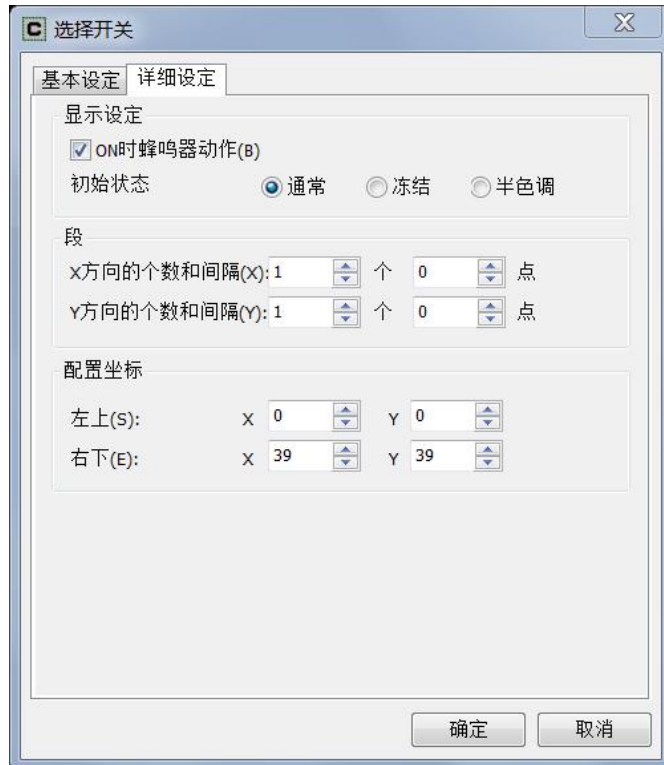 C 选择开关
基本设定 详细设定
显示设定
ON时蜂鸣器动作(B)
初始状态 通常 冻结 半色调
段
X方向的个数和间隔(X): 1 个 0 点
Y方向的个数和间隔(Y): 1 个 0 点
配置坐标
左上(S): X 0 Y 0
右下(E): X 39 Y 39
确定 取消